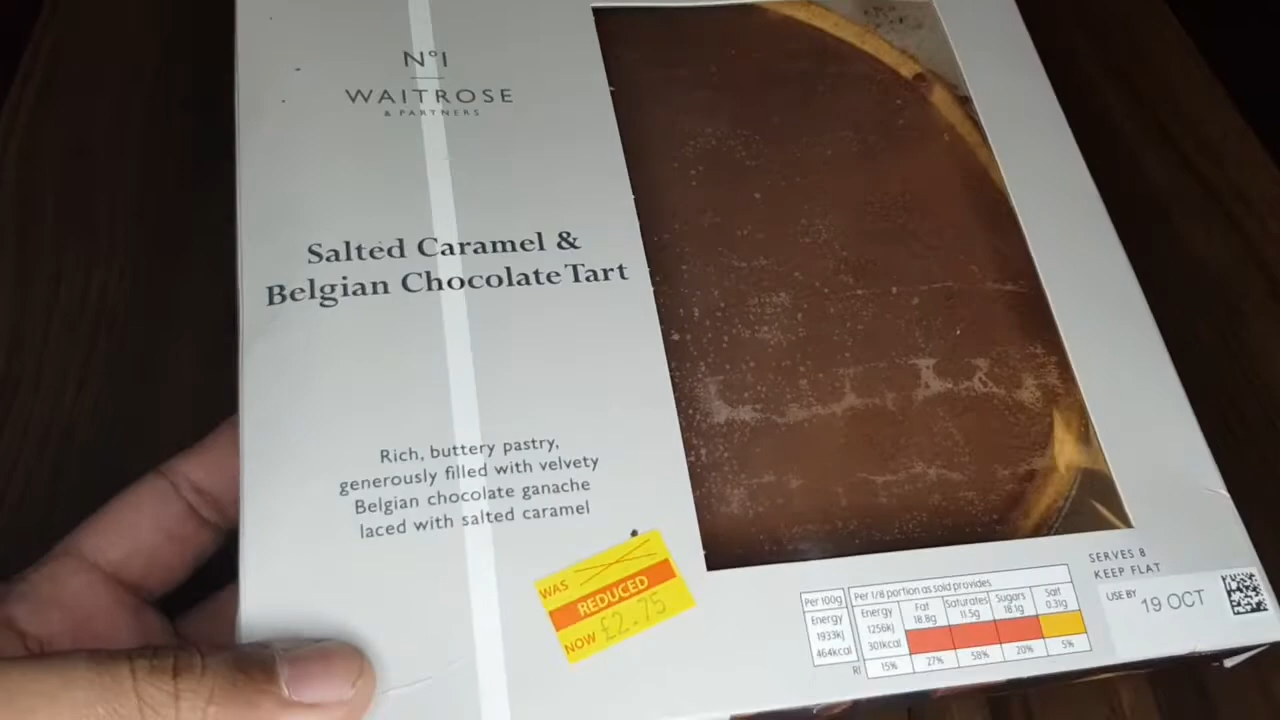 Nº1
WAITROSE
& PARTNERS
Salted Caramel &
Belgian Chocolate Tart
Rich, buttery pastry,
generously filled with velvety
Belgian chocolate ganache
laced with salted caramel
WAS
REDUCED
NOW £2.75
SERVES 8
KEEP FLAT
USE BY 19 OCT
Per 100g
Energy
1933kJ
464kcal
Per 1/8 portion as sold provides
Energy 1256kJ 301kcal 15%
Fat 18.8g 27%
Saturates 11.5g 58%
Sugars 18.1g 20%
Salt 0.31g 5%
RI